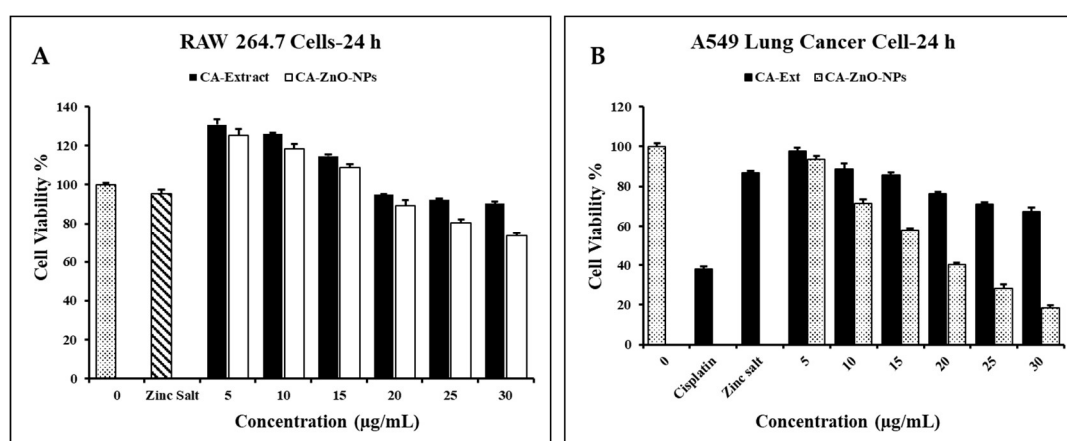 A
RAW 264.7 Cells-24 h
CA-Extract CA-ZnO-NPs
Cell Viability %
140
120
100
80
60
40
20
0
0 Zinc Salt 5 10 15 20 25 30
Concentration (µg/mL)
B
A549 Lung Cancer Cell-24 h
CA-Ext CA-ZnO-NPs
Cell Viability %
120
100
80
60
40
20
0
0 Cisplatin Zinc salt 5 10 15 20 25 30
Concentration (µg/mL)